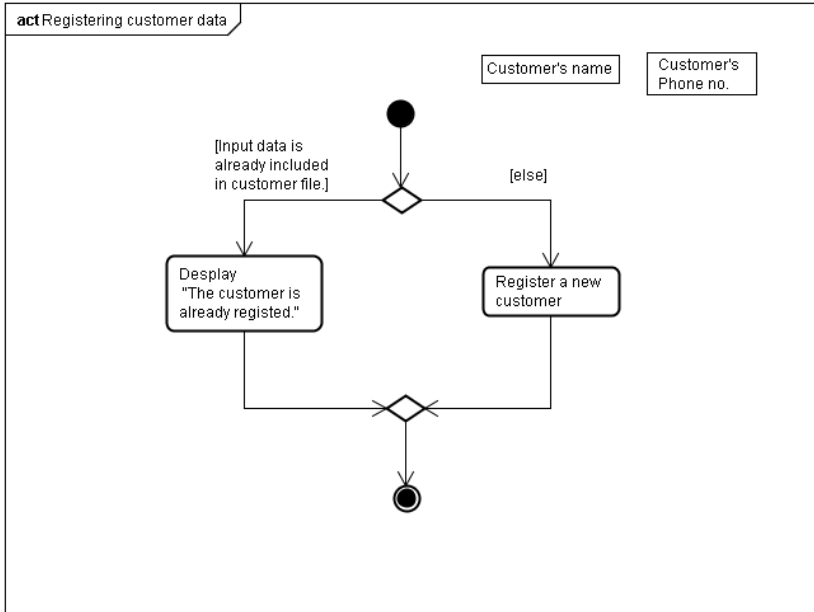 act Registering customer data
Customer's name
Customer's
Phone no.
[Input data is
already included
in customer file.]
[else]
Desplay
"The customer is
already registed."
Register a new
customer